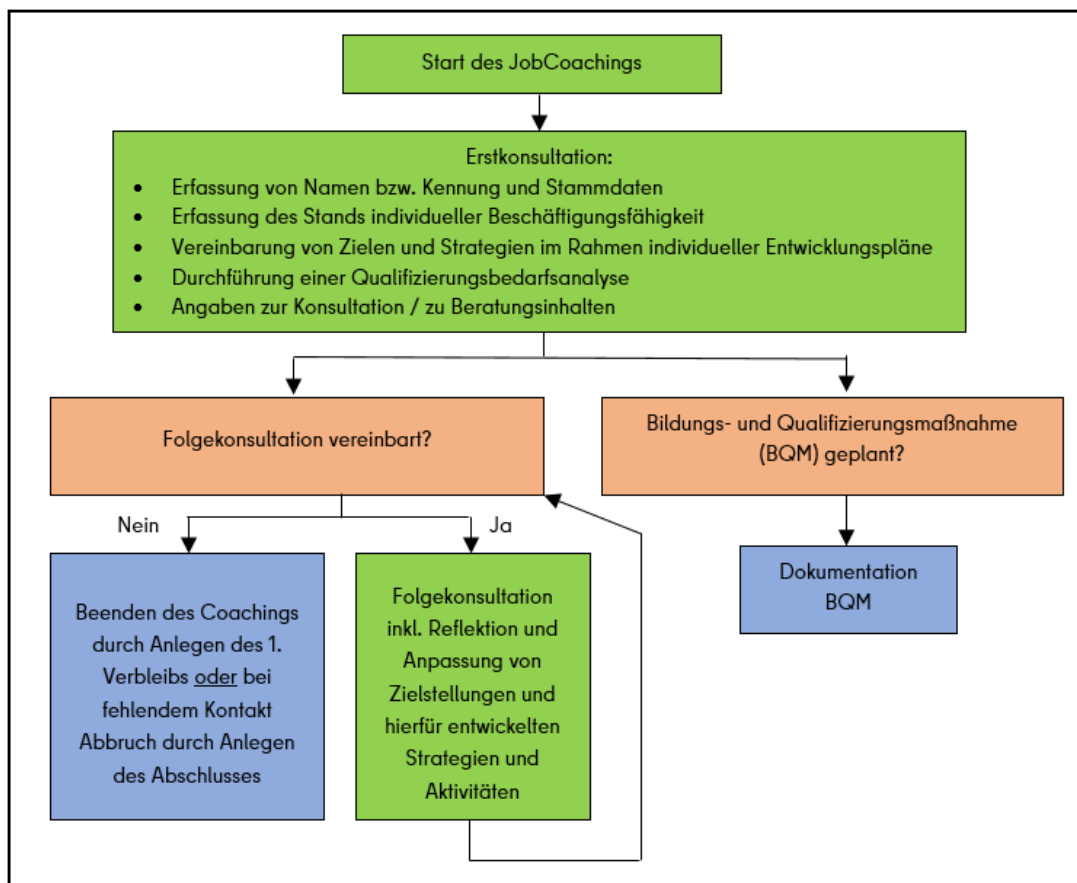 Start des JobCoachings
Erstkonsultation:
• Erfassung von Namen bzw. Kennung und Stammdaten
• Erfassung des Stands individueller Beschäftigungsfähigkeit
• Vereinbarung von Zielen und Strategien im Rahmen individueller Entwicklungspläne
• Durchführung einer Qualifizierungsbedarfsanalyse
• Angaben zur Konsultation / zu Beratungsinhalten
Folgekonsultation vereinbart?
Bildungs- und Qualifizierungsmaßnahme
(BQM) geplant?
Nein
Ja
Beenden des Coachings
durch Anlegen des 1.
Verbleibs oder bei
fehlendem Kontakt
Abbruch durch Anlegen
des Abschlusses
Folgekonsultation
inkl. Reflektion und
Anpassung von
Zielstellungen und
hierfür entwickelten
Strategien und
Aktivitäten
Dokumentation
BQM